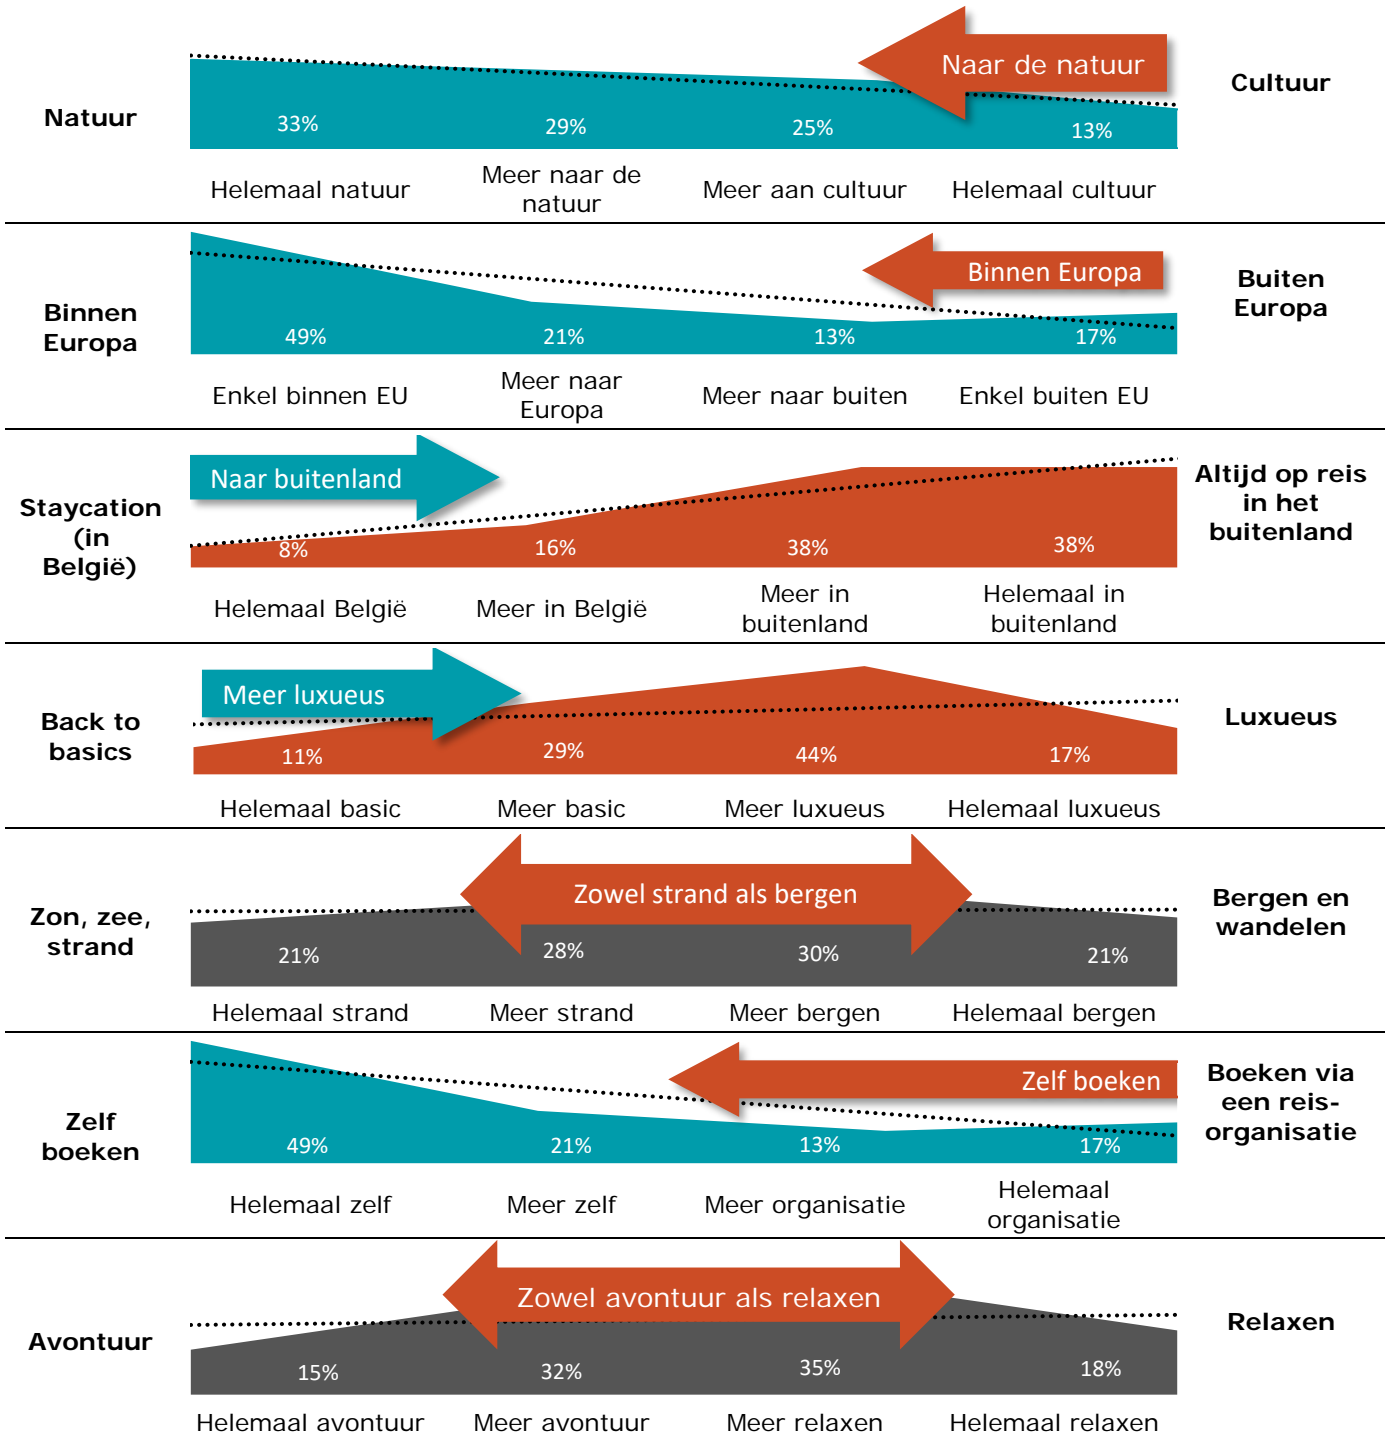 Naar de natuur
Natuur
Cultuur
33%
29%
25%
13%
Helemaal natuur
Meer naar de
natuur
Meer aan cultuur
Helemaal cultuur
Binnen Europa
Binnen
Europa
Buiten
Europa
49%
21%
13%
17%
Enkel binnen EU
Meer naar
Europa
Meer naar buiten
Enkel buiten EU
Naar buitenland
Staycation
(in
België)
Altijd op reis
in het
buitenland
8%
16%
38%
38%
Helemaal België
Meer in België
Meer in
buitenland
Helemaal in
buitenland
Meer luxueus
Back to
basics
Luxueus
11%
29%
44%
17%
Helemaal basic
Meer basic
Meer luxueus
Helemaal luxueus
Zowel strand als bergen
Zon, zee,
strand
Bergen en
wandelen
21%
28%
30%
21%
Helemaal strand
Meer strand
Meer bergen
Helemaal bergen
Zelf boeken
Zelf
boeken
Boeken via
een reis-
organisatie
49%
21%
13%
17%
Helemaal zelf
Meer zelf
Meer organisatie
Helemaal
organisatie
Zowel avontuur als relaxen
Avontuur
Relaxen
15%
32%
35%
18%
Helemaal avontuur
Meer avontuur
Meer relaxen
Helemaal relaxen